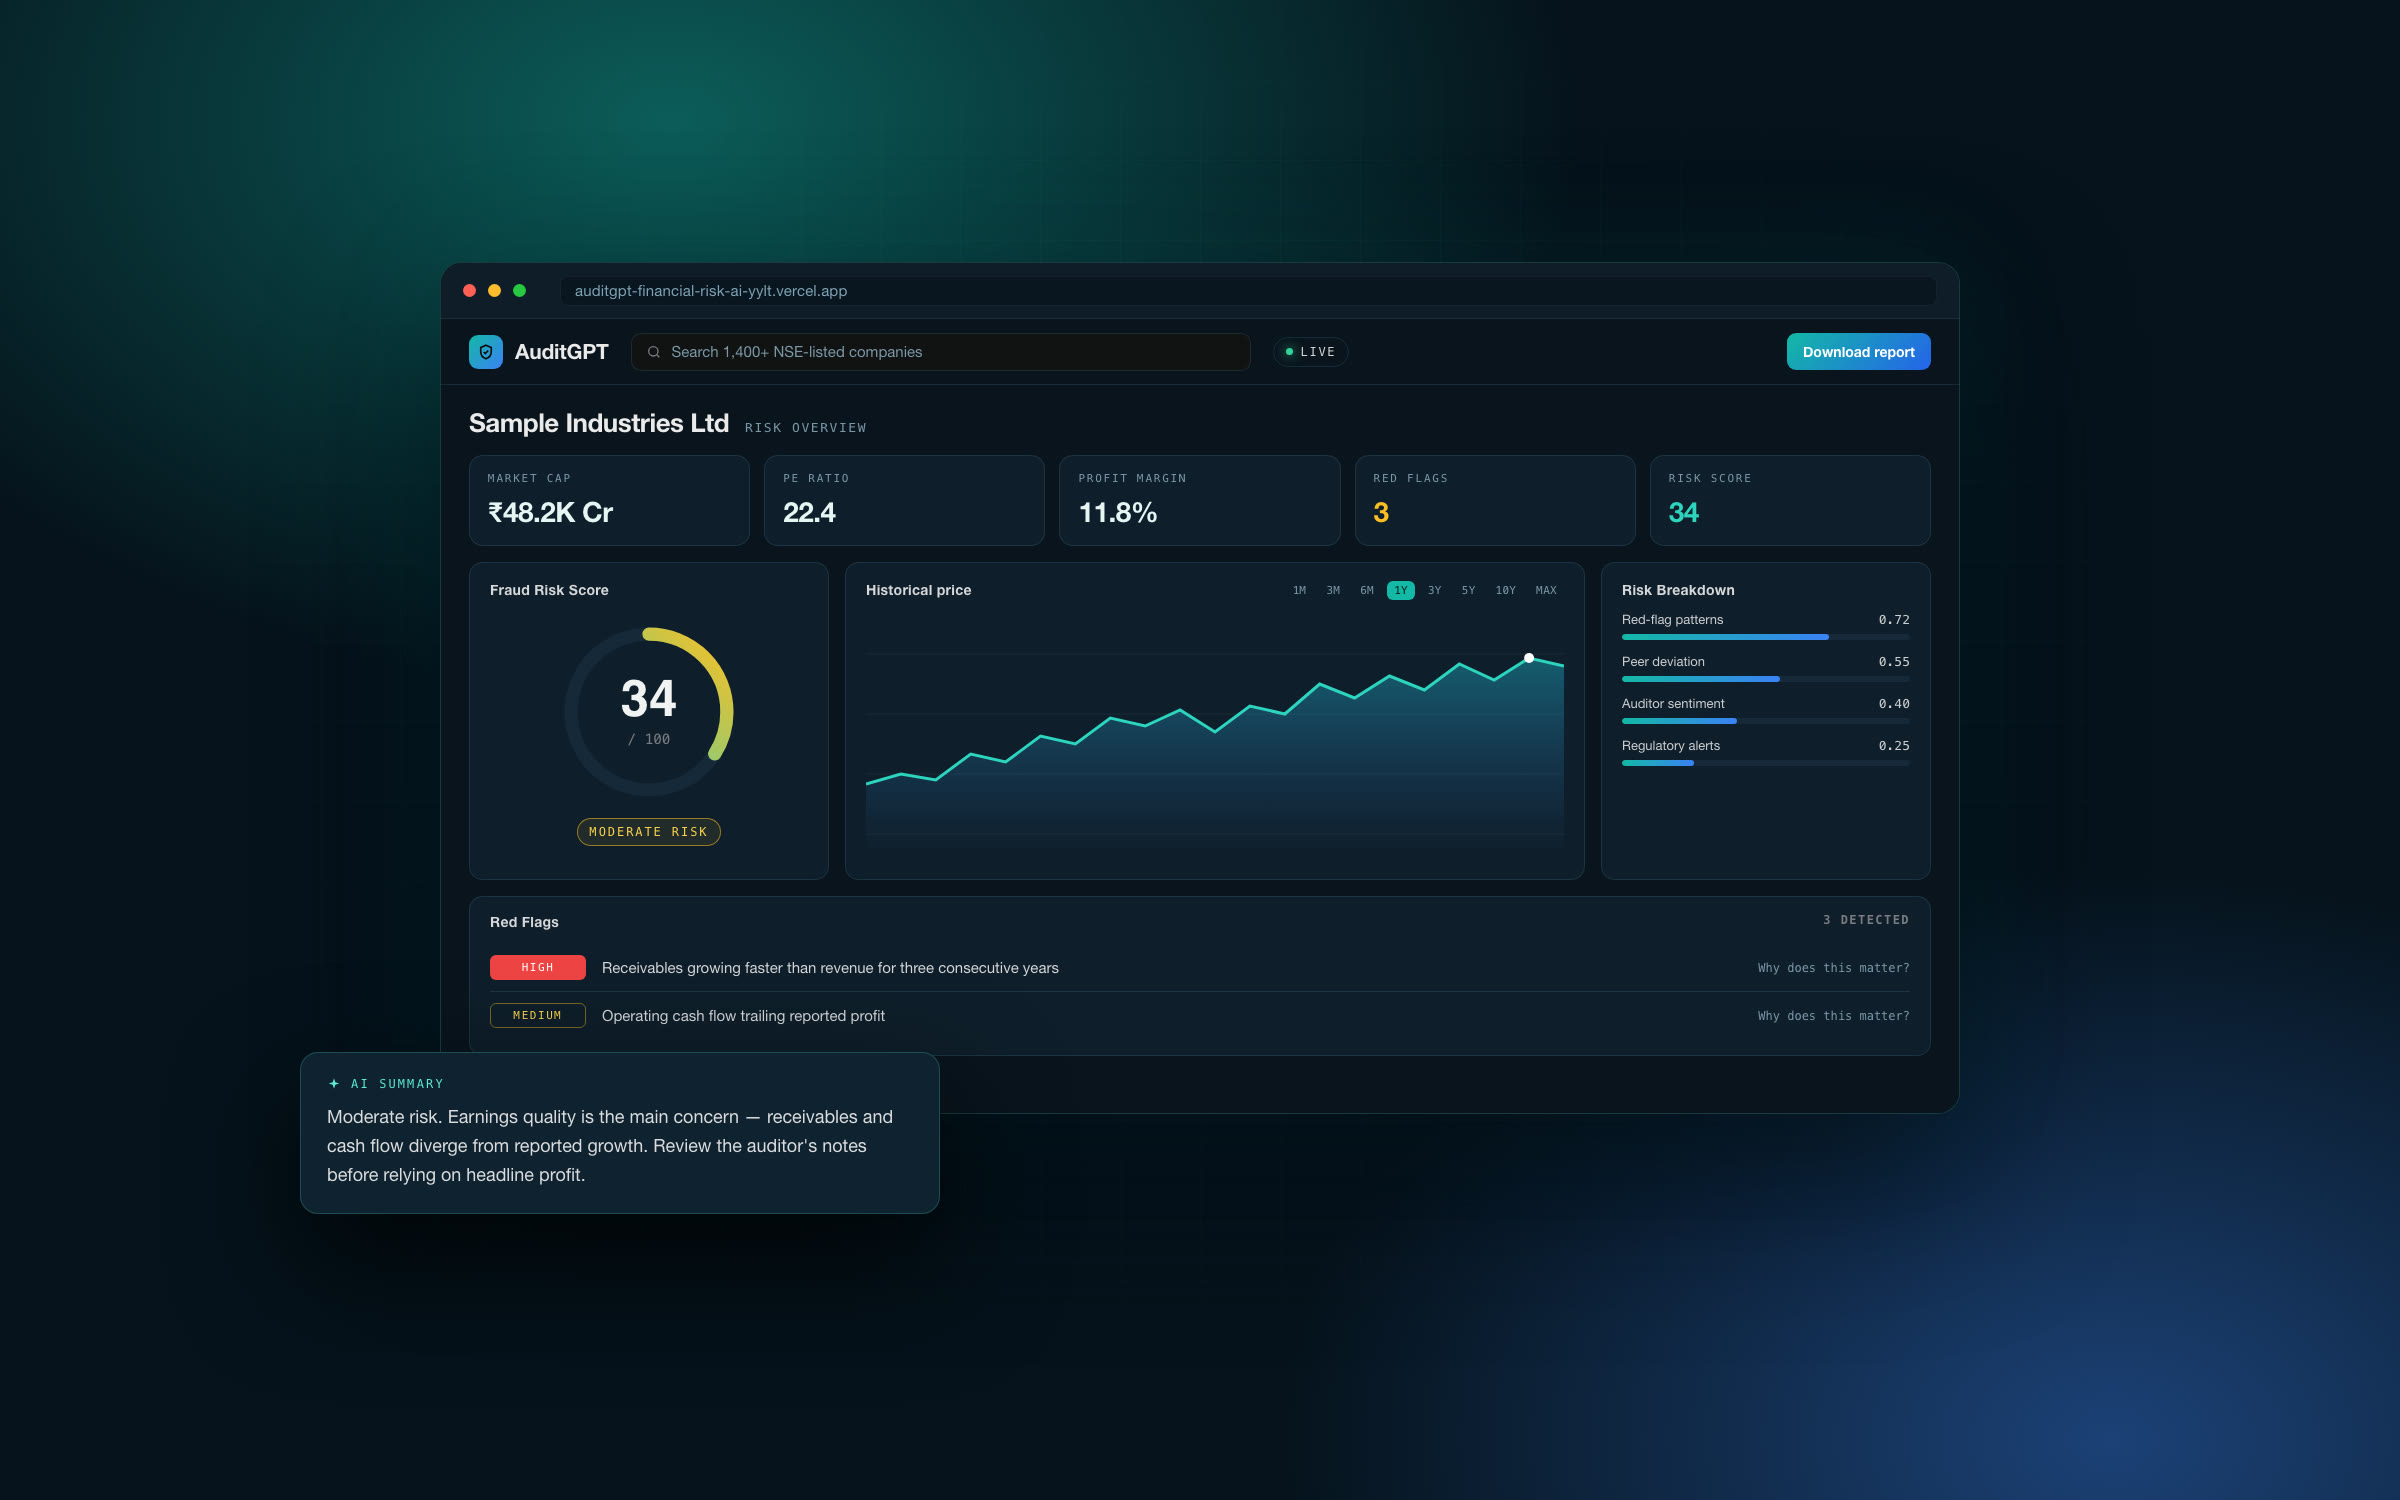 auditgpt-financial-risk-ai-yylt.vercel.app
AuditGPT
Search 1,400+ NSE-listed companies
LIVE
Download report
Sample Industries Ltd RISK OVERVIEW
MARKET CAP
₹48.2K Cr
PE RATIO
22.4
PROFIT MARGIN
11.8%
RED FLAGS
3
RISK SCORE
34
Fraud Risk Score
34
/ 100
MODERATE RISK
Historical price
1M 3M 6M 1Y 3Y 5Y 10Y MAX
Risk Breakdown
Red-flag patterns 0.72
Peer deviation 0.55
Auditor sentiment 0.40
Regulatory alerts 0.25
Red Flags
3 DETECTED
HIGH Receivables growing faster than revenue for three consecutive years Why does this matter?
MEDIUM Operating cash flow trailing reported profit Why does this matter?
AI SUMMARY
Moderate risk. Earnings quality is the main concern — receivables and
cash flow diverge from reported growth. Review the auditor's notes
before relying on headline profit.